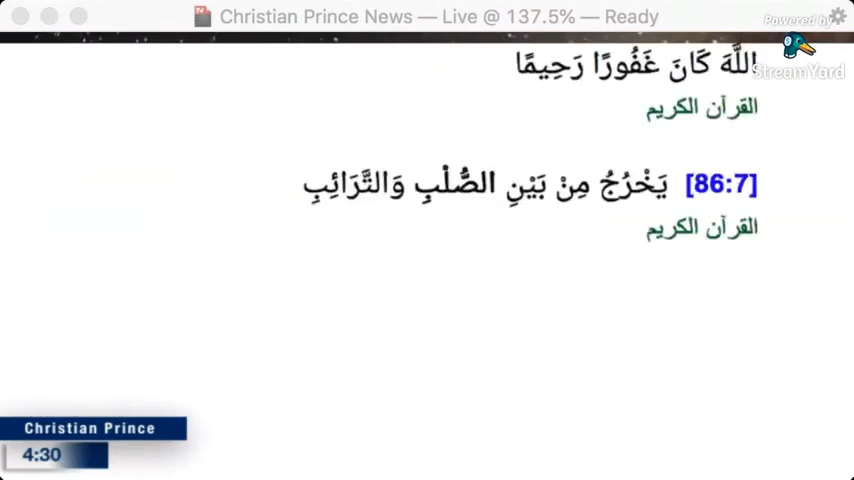 Christian Prince News — Live @ 137.5% — Ready
Powered by
StreamYard
اللَّهَ كَانَ غَفُورًا رَحِيمًا
القرآن الكريم
[86:7] يَخْرُجُ مِنْ بَيْنِ الصُّلْبِ وَالتَّرَائِبِ
القرآن الكريم
Christian Prince
4:30